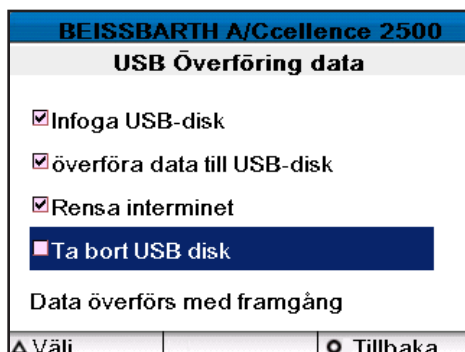 BEISSBARTH A/Ccellence 2500
USB Överföring data
Infoga USB-disk
överföra data till USB-disk
Rensa interminet
Ta bort USB disk
Data överförs med framgång
Välj
Tillbaka